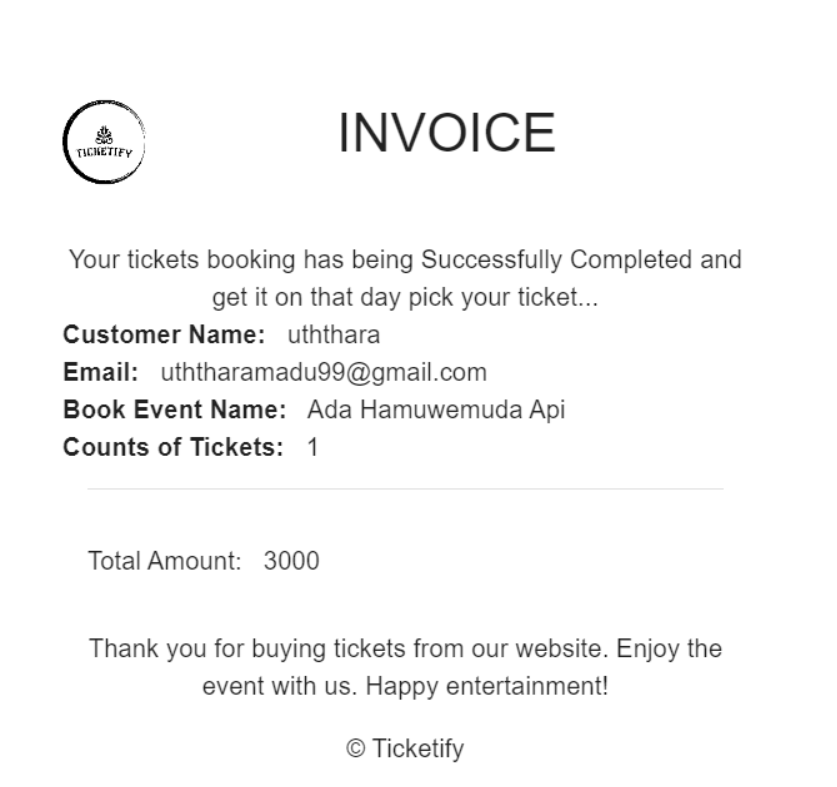 TICKETIFY
INVOICE
Your tickets booking has being Successfully Completed and
get it on that day pick your ticket...
Customer Name: uththara
Email: uththaramadu99@gmail.com
Book Event Name: Ada Hamuwemuda Api
Counts of Tickets: 1
Total Amount: 3000
Thank you for buying tickets from our website. Enjoy the
event with us. Happy entertainment!
© Ticketify